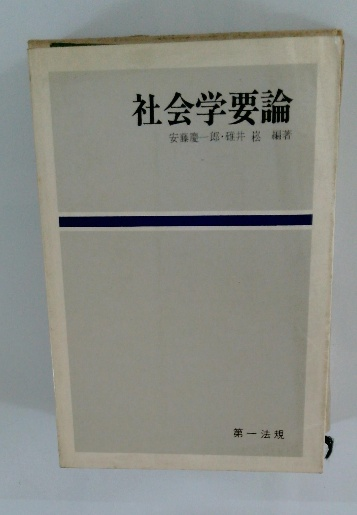 社会学要論
安藤慶一郎・碓井 崧 編著
第一法規